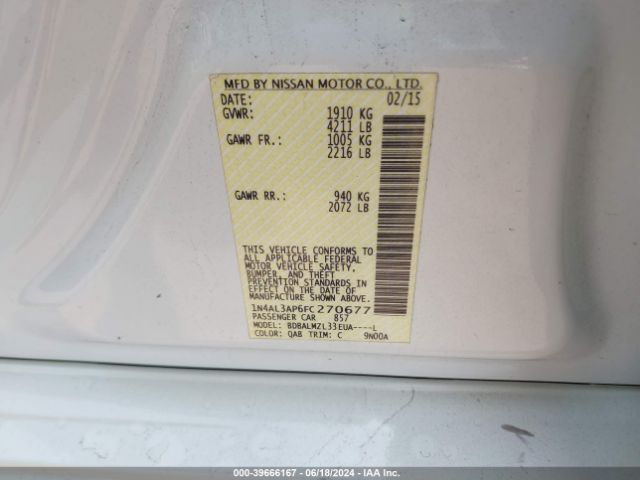 MFD BY NISSAN MOTOR CO., LTD.
DATE: 02/15
GVWR: 1910 KG
4211 LB
GAWR FR.: 1005 KG
2216 LB
GAWR RR.: 940 KG
2072 LB
THIS VEHICLE CONFORMS TO
ALL APPLICABLE FEDERAL
MOTOR VEHICLE SAFETY,
BUMPER, AND THEFT
PREVENTION STANDARDS
IN EFFECT ON THE DATE OF
MANUFACTURE SHOWN ABOVE.
1N4AL3AP6FC270677
PASSENGER CAR 857
MODEL: BDBALMZL33EUA----L
COLOR: QAB TRIM: C 9N00A
000-39666167 - 06/18/2024 - IAA Inc.